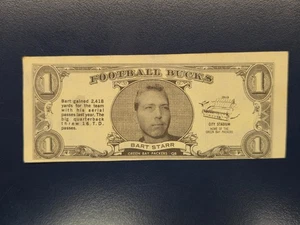 FOOTBALL BUCKS
1
1
Bart gained 2,418
yards for the team
with his aerial
passes last year. The
big quarterback
threw 16 T.D.
passes.
CITY STADIUM
HOME OF THE
GREEN BAY PACKERS
BART STARR
GREEN BAY PACKERS QB
1
1